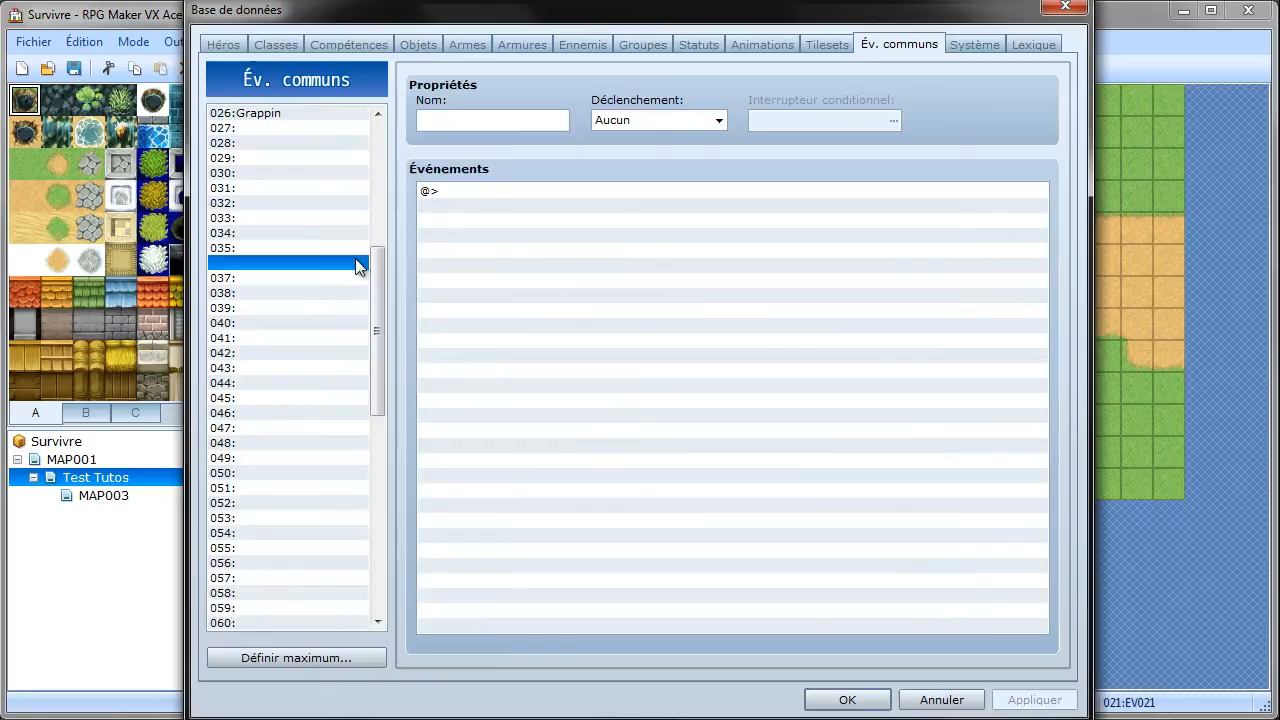 Survivre - RPG Maker VX Ace
Base de données
Fichier Édition Mode Out
Héros Classes Compétences Objets Armes Armures Ennemis Groupes Statuts Animations Tilesets Év. communs Système Lexique
Év. communs
026:Grappin
027:
028:
029:
030:
031:
032:
033:
034:
035:
037:
038:
039:
040:
041:
042:
043:
044:
045:
046:
047:
048:
049:
050:
051:
052:
053:
054:
055:
056:
057:
058:
059:
060:
Définir maximum...
Propriétés
Nom: Déclenchement: Interrupteur conditionnel:
Aucun ...
Événements
@>
A B C
Survivre
MAP001
Test Tutos
MAP003
OK Annuler Appliquer
021:EV021